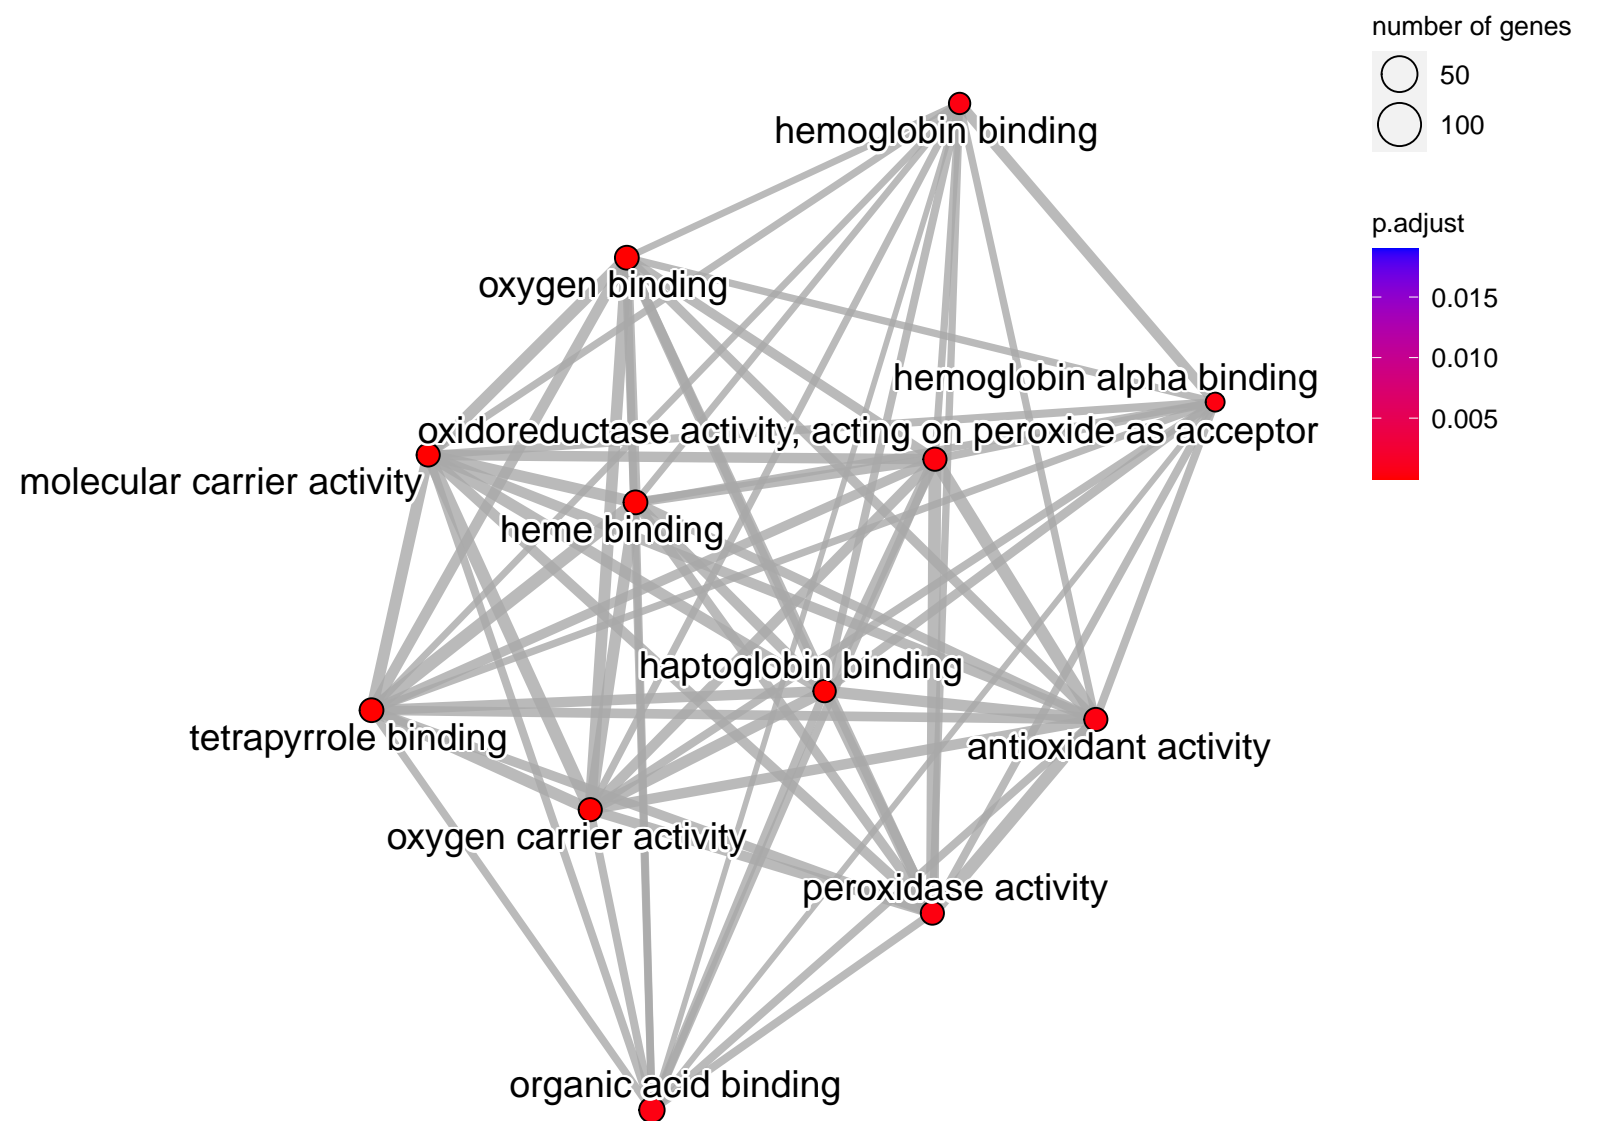 number of genes
50
100
hemoglobin binding
p.adjust
oxygen binding
0.015
0.010
hemoglobin alpha binding
0.005
oxidoreductase activity, acting on peroxide as acceptor
molecular carrier activity
heme binding
haptoglobin binding
tetrapyrrole binding
antioxidant activity
oxygen carrier activity
peroxidase activity
organic acid binding